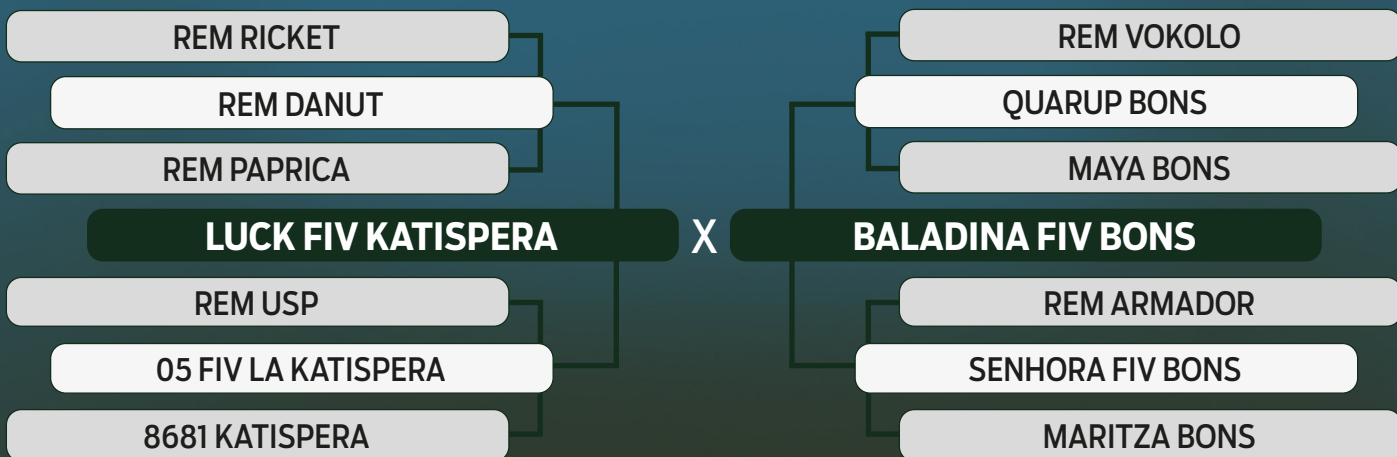 REM RICKET
REM DANUT
REM PAPRICA
LUCK FIV KATISPERA
REM USP
05 FIV LA KATISPERA
8681 KATISPERA
X
REM VOKOLO
QUARUP BONS
MAYA BONS
BALADINA FIV BONS
REM ARMADOR
SENHORA FIV BONS
MARITZA BONS